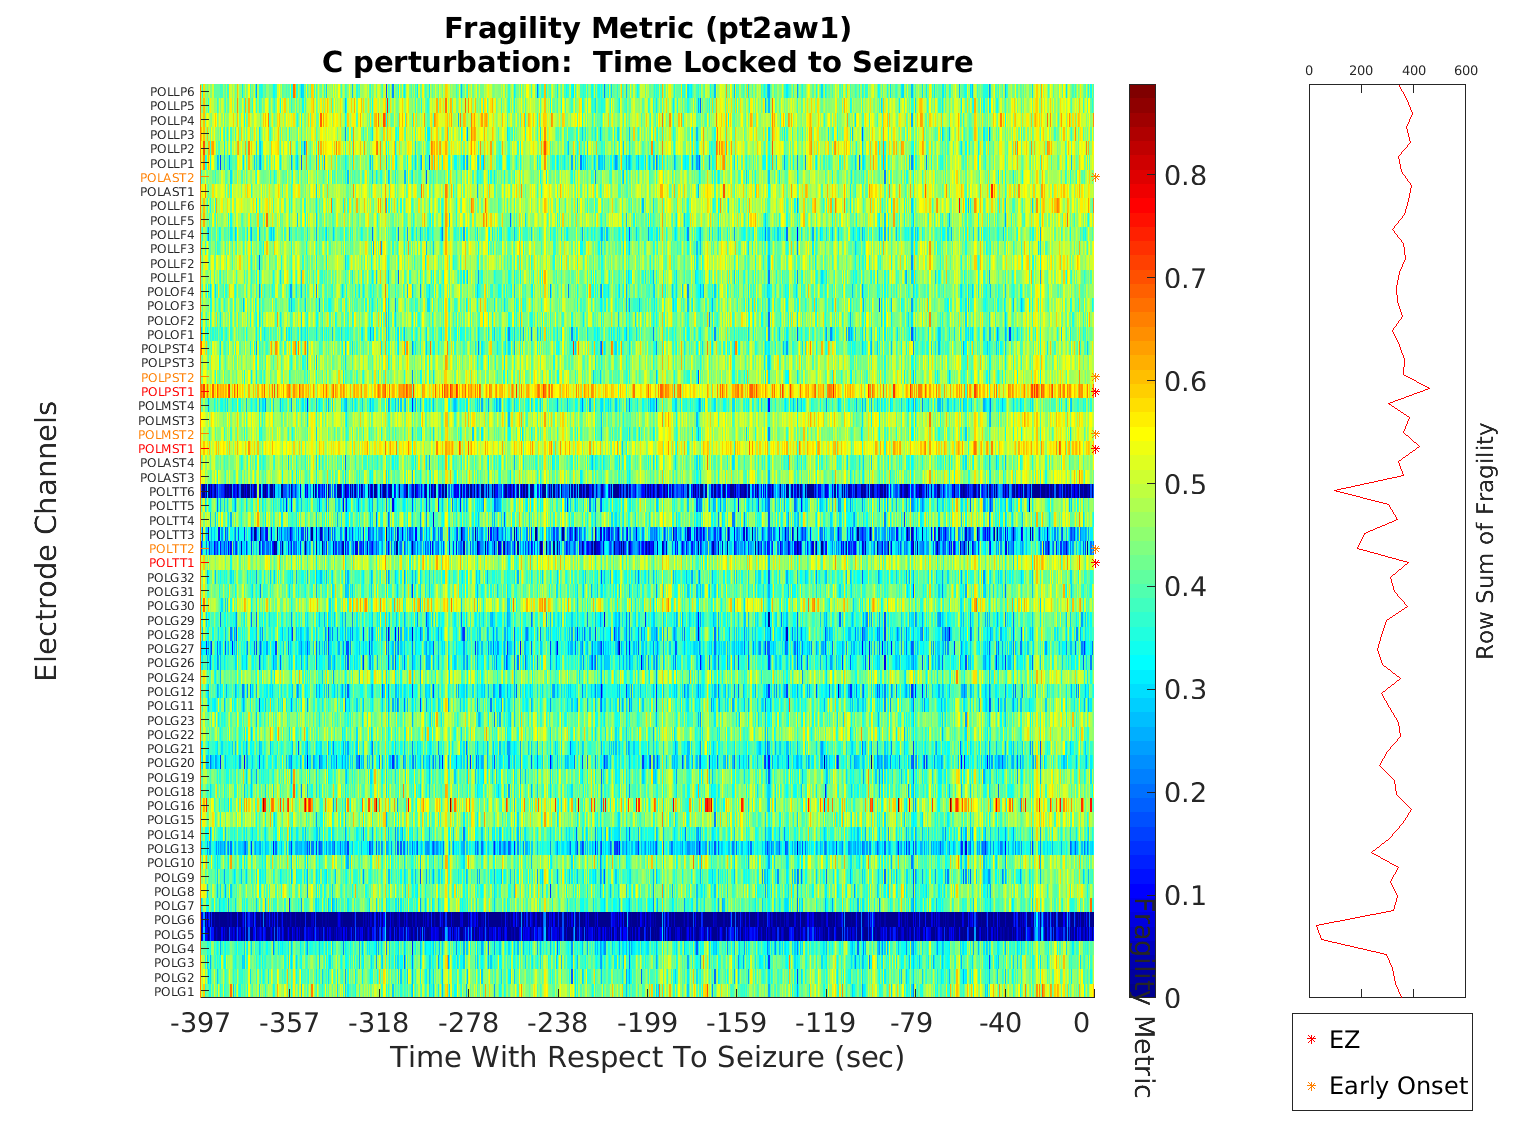 Fragility Metric (pt2aw1)
C perturbation:  Time Locked to Seizure
0 200 400 600
Electrode Channels
POLLP6
POLLP5
POLLP4
POLLP3
POLLP2
POLLP1
POLAST2
POLAST1
POLLF6
POLLF5
POLLF4
POLLF3
POLLF2
POLLF1
POLOF4
POLOF3
POLOF2
POLOF1
POLPST4
POLPST3
POLPST2
POLPST1
POLMST4
POLMST3
POLMST2
POLMST1
POLAST4
POLAST3
POLTT6
POLTT5
POLTT4
POLTT3
POLTT2
POLTT1
POLG32
POLG31
POLG30
POLG29
POLG28
POLG27
POLG26
POLG24
POLG12
POLG11
POLG23
POLG22
POLG21
POLG20
POLG19
POLG18
POLG16
POLG15
POLG14
POLG13
POLG10
POLG9
POLG8
POLG7
POLG6
POLG5
POLG4
POLG3
POLG2
POLG1
-397 -357 -318 -278 -238 -199 -159 -119 -79 -40 0
Time With Respect To Seizure (sec)
0.8
0.7
0.6
0.5
0.4
0.3
0.2
0.1
0
Fragility Metric
Row Sum of Fragility
EZ
Early Onset